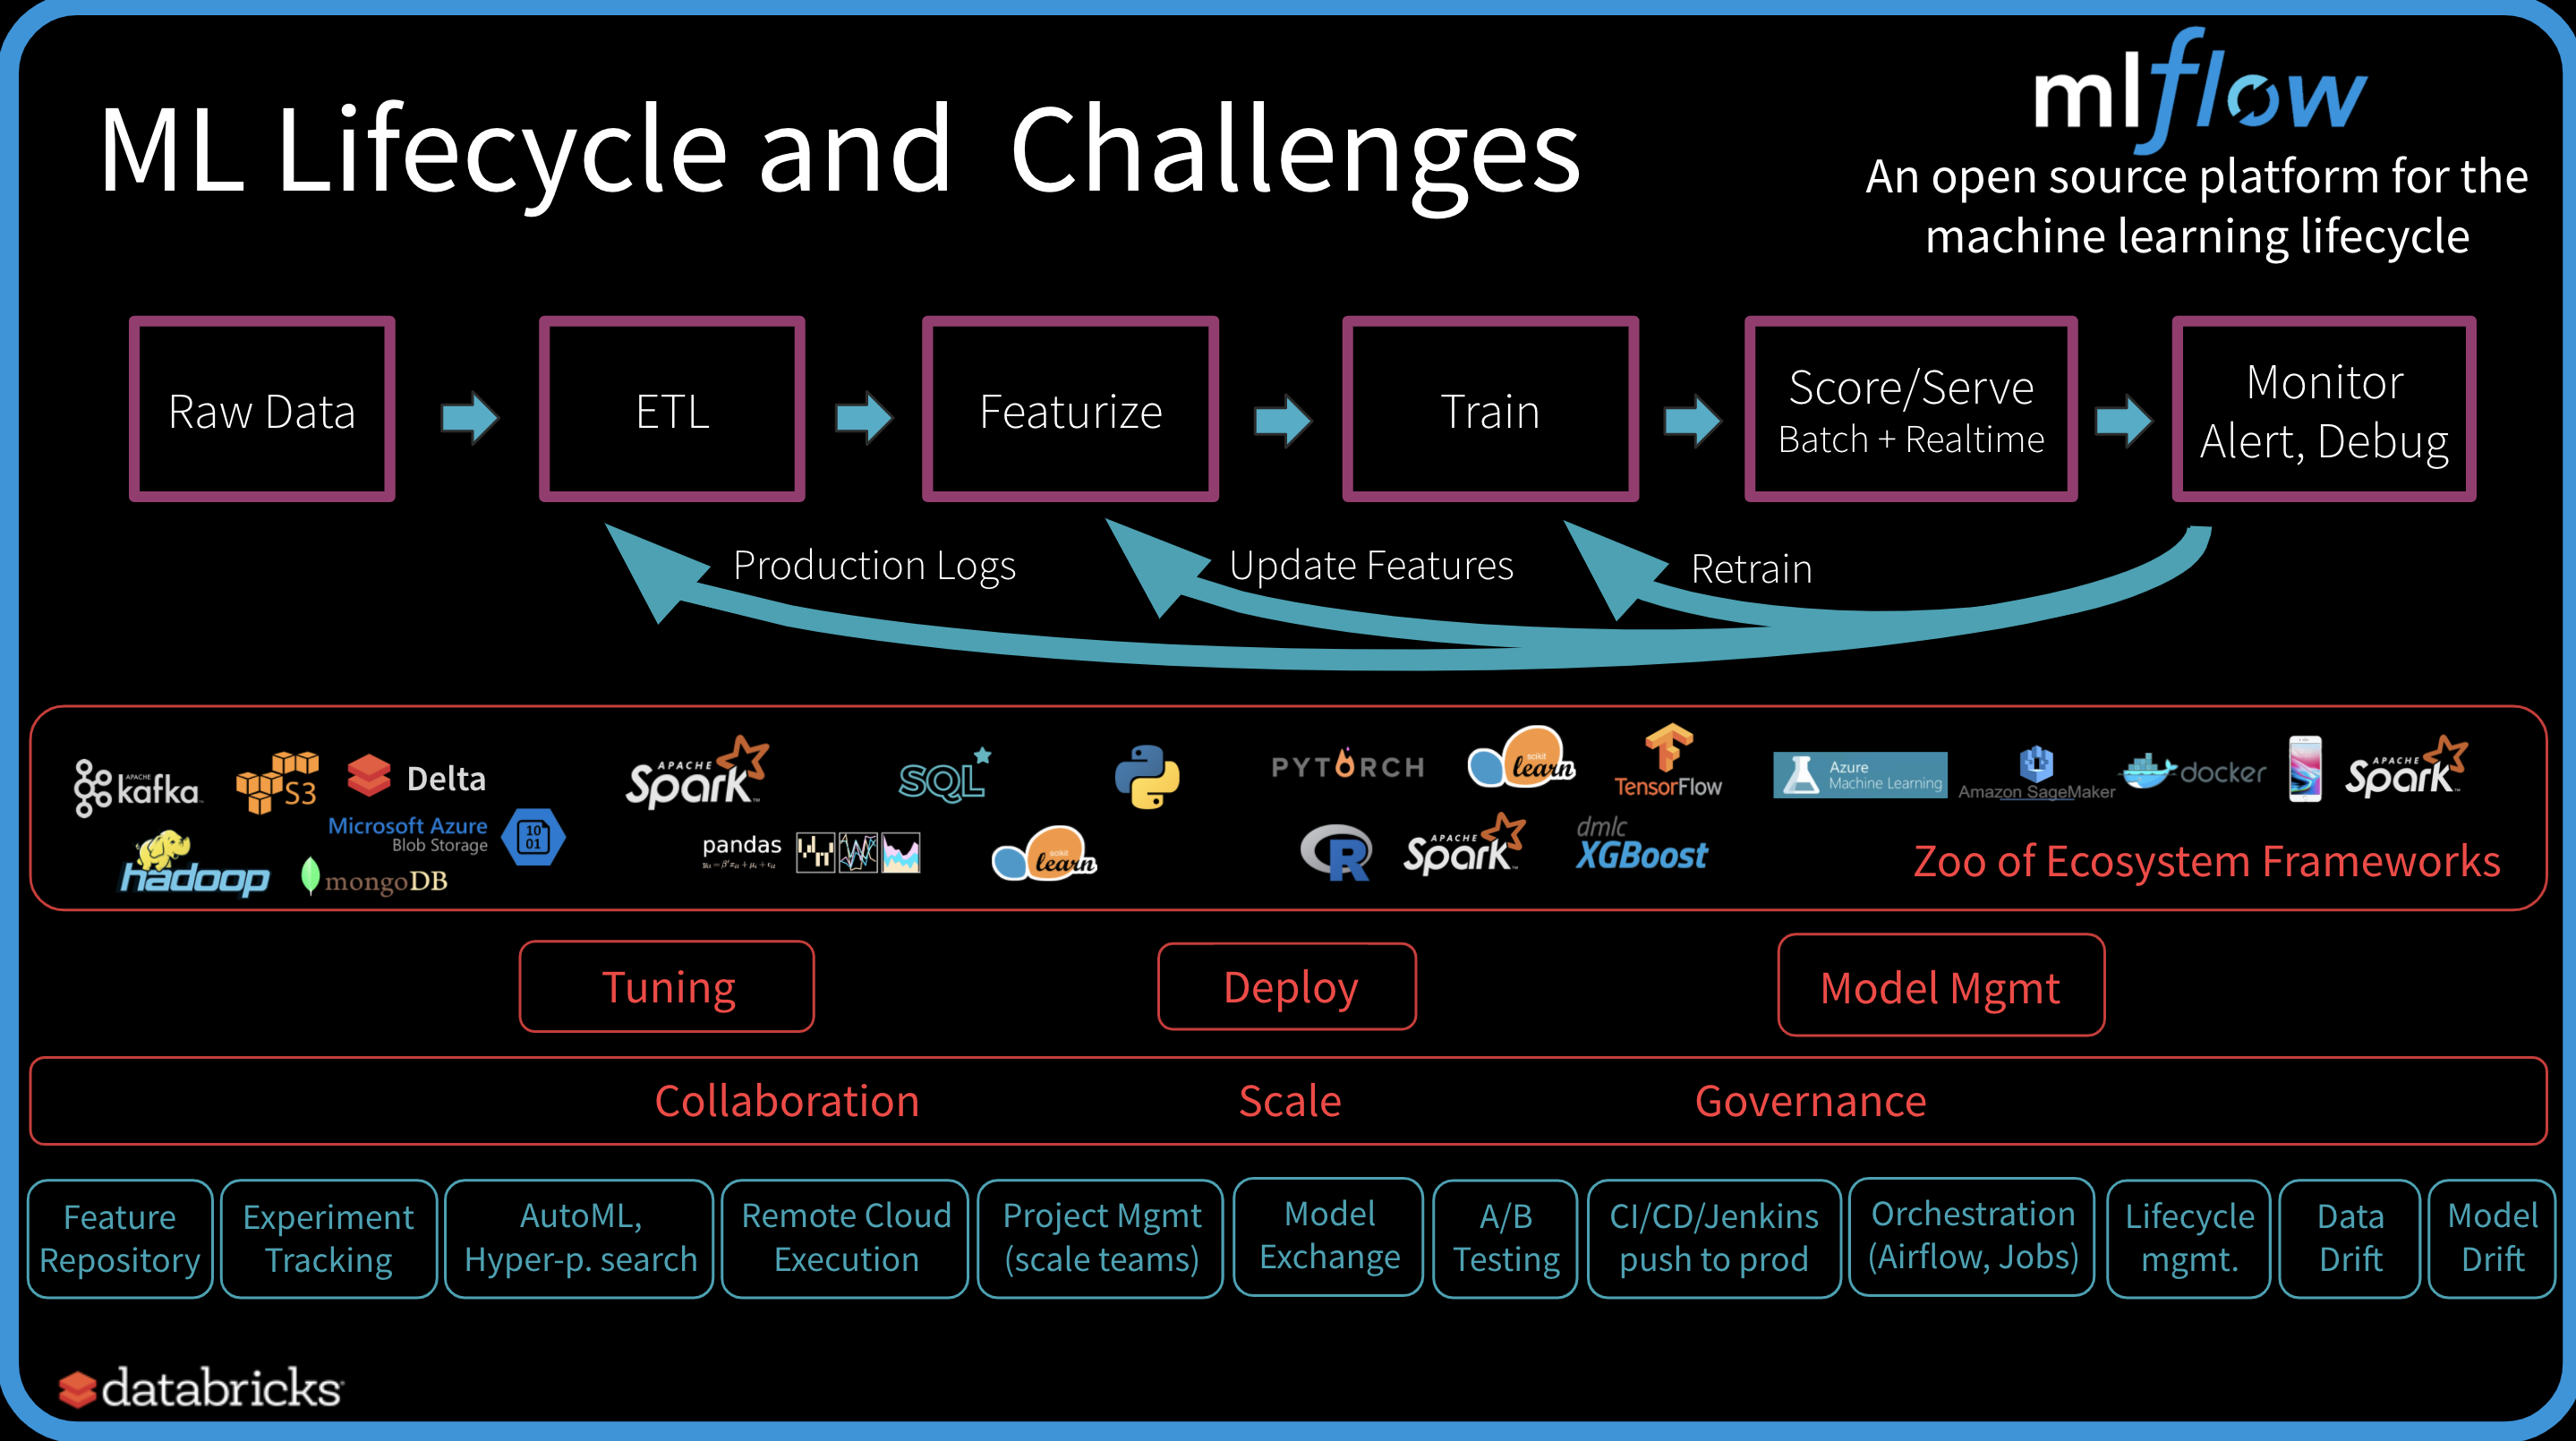 mlflow
ML Lifecycle and Challenges
An open source platform for the
machine learning lifecycle
Raw Data
ETL
Featurize
Train
Score/Serve
Batch + Realtime
Monitor
Alert, Debug
Production Logs
Update Features
Retrain
APACHE
kafka
S3
Delta
Microsoft Azure
Blob Storage
10
01
hadoop
mongoDB
APACHE
Spark
SQL
pandas
scikit
learn
PYTORCH
scikit
learn
TensorFlow
R
APACHE
Spark
dmlc
XGBoost
Azure
Machine Learning
Amazon SageMaker
docker
APACHE
Spark
Zoo of Ecosystem Frameworks
Tuning
Deploy
Model Mgmt
Collaboration
Scale
Governance
Feature
Repository
Experiment
Tracking
AutoML,
Hyper-p. search
Remote Cloud
Execution
Project Mgmt
(scale teams)
Model
Exchange
A/B
Testing
CI/CD/Jenkins
push to prod
Orchestration
(Airflow, Jobs)
Lifecycle
mgmt.
Data
Drift
Model
Drift
databricks